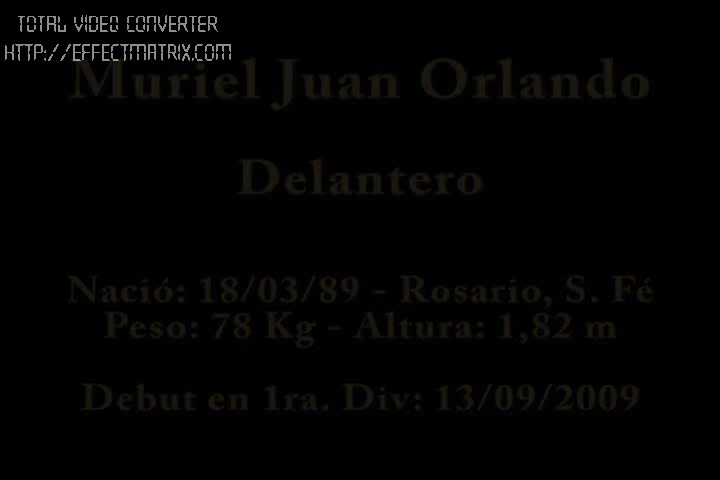 TOTAL VIDEO CONVERTER
HTTP://EFFECTMATRIX.COM
Muriel Juan Orlando
Delantero
Nació: 18/03/89 - Rosario, S. Fé
Peso: 78 Kg - Altura: 1,82 m
Debut en 1ra. Div: 13/09/2009